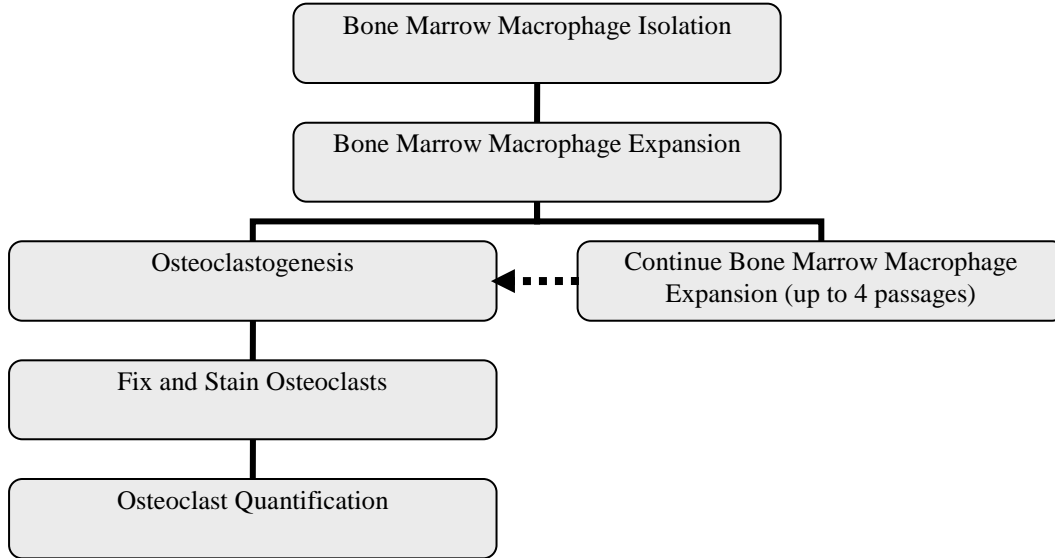 Bone Marrow Macrophage Isolation
Bone Marrow Macrophage Expansion
Osteoclastogenesis
Continue Bone Marrow Macrophage
Expansion (up to 4 passages)
Fix and Stain Osteoclasts
Osteoclast Quantification